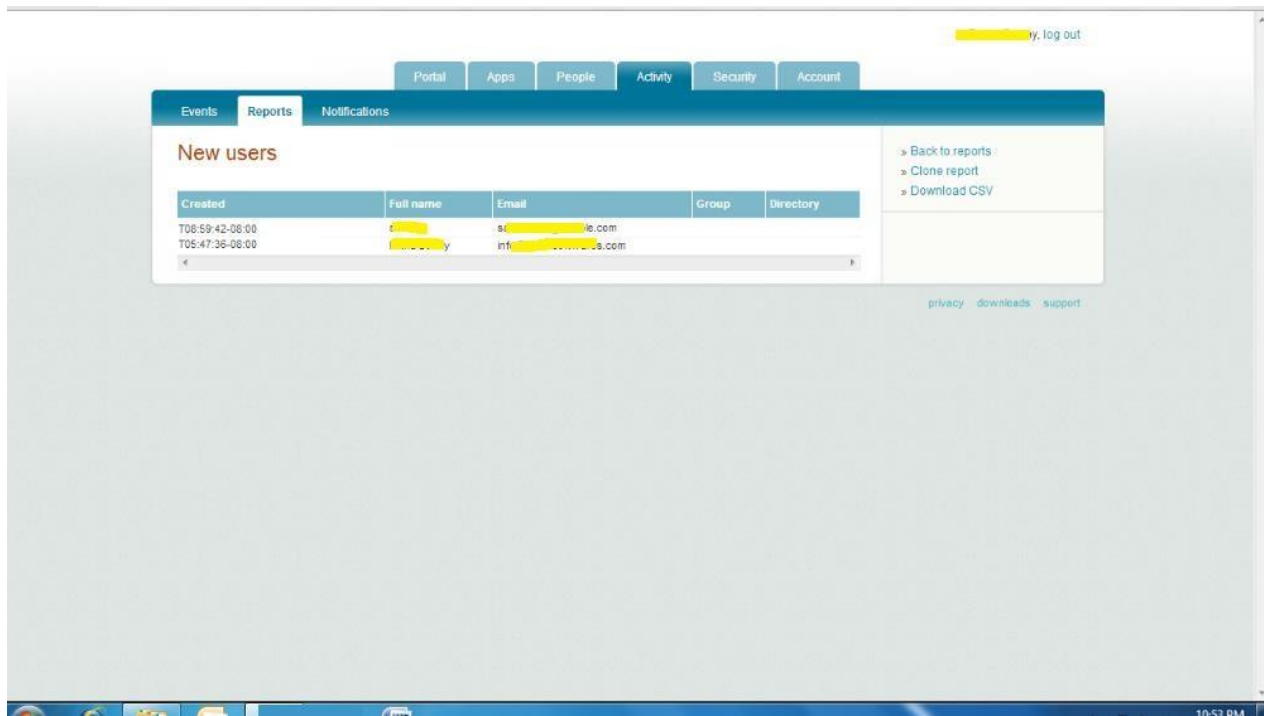 log out
Portal Apps People Activity Security Account
Events Reports Notifications
New users
» Back to reports
» Clone report
» Download CSV
Created Full name Email Group Directory
T08:59:42-08:00
T05:47:36-08:00
privacy downloads support
10:53 PM